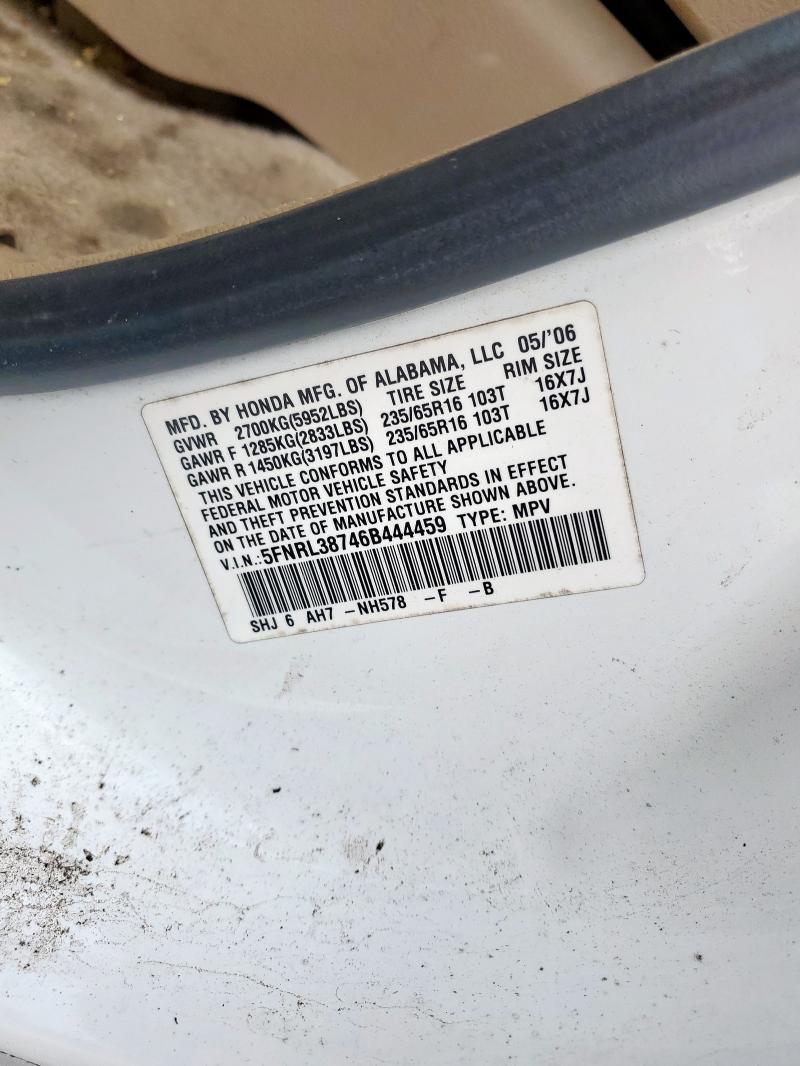 MFD. BY HONDA MFG. OF ALABAMA, LLC 05/'06
GVWR 2700KG(5952LBS) TIRE SIZE RIM SIZE
GAWR F 1285KG(2833LBS) 235/65R16 103T 16X7J
GAWR R 1450KG(3197LBS) 235/65R16 103T 16X7J
THIS VEHICLE CONFORMS TO ALL APPLICABLE
FEDERAL MOTOR VEHICLE SAFETY
AND THEFT PREVENTION STANDARDS IN EFFECT
ON THE DATE OF MANUFACTURE SHOWN ABOVE.
V.I.N.:5FNRL38746B444459 TYPE: MPV
SHJ 6 AH7 -NH578 -F -B